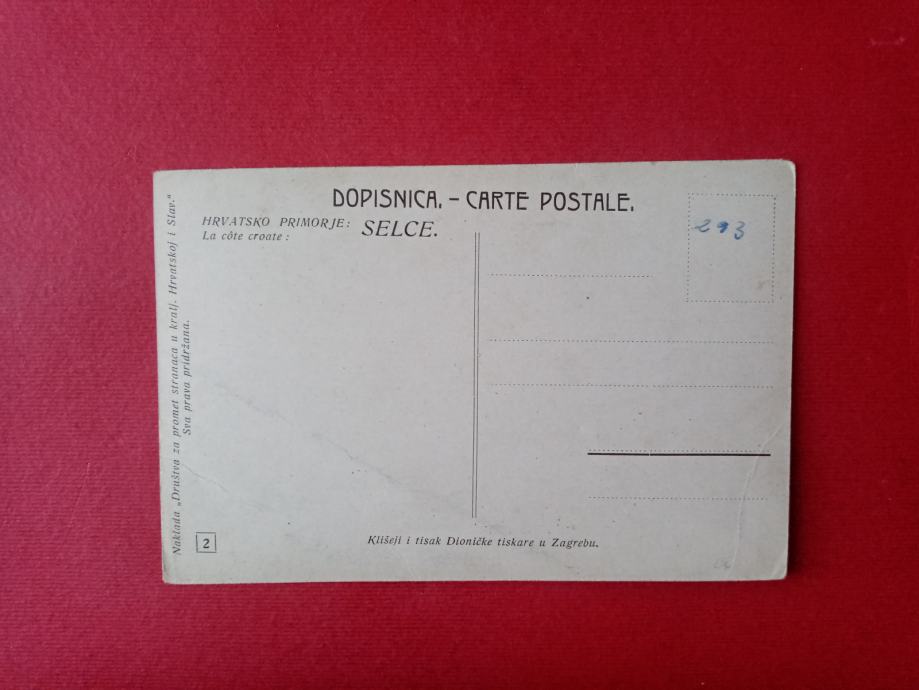 DOPISNICA. – CARTE POSTALE.
HRVATSKO PRIMORJE: SELCE.
La côte croate :
293
Naklada „Društva za promet stranaca u kralj. Hrvatskoj i Slav."
Sva prava pridržana.
2
Klišeji i tisak Dioničke tiskare u Zagrebu.